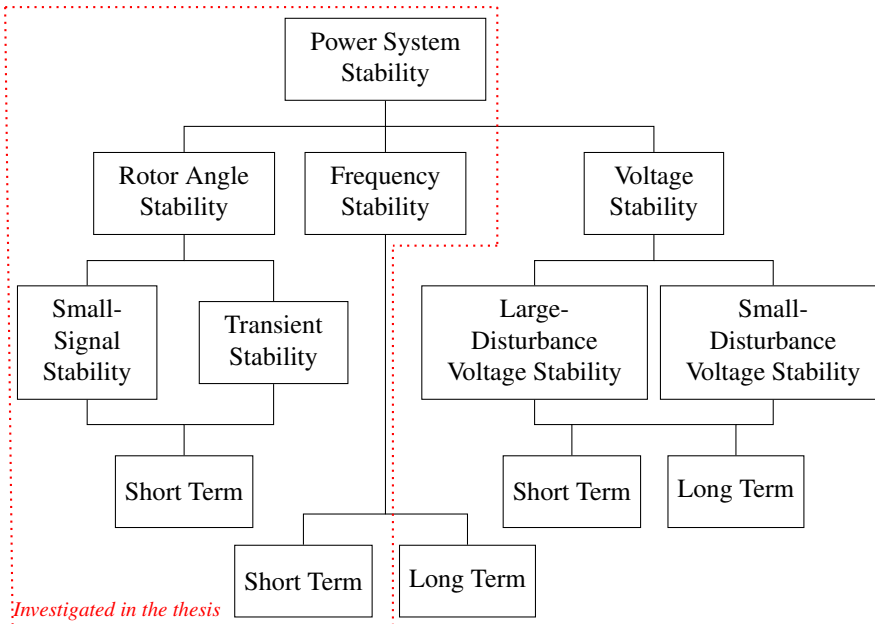 Power System
Stability
Rotor Angle
Stability
Frequency
Stability
Voltage
Stability
Small-
Signal
Stability
Transient
Stability
Large-
Disturbance
Voltage Stability
Small-
Disturbance
Voltage Stability
Short Term
Short Term
Long Term
Short Term
Long Term
Investigated in the thesis